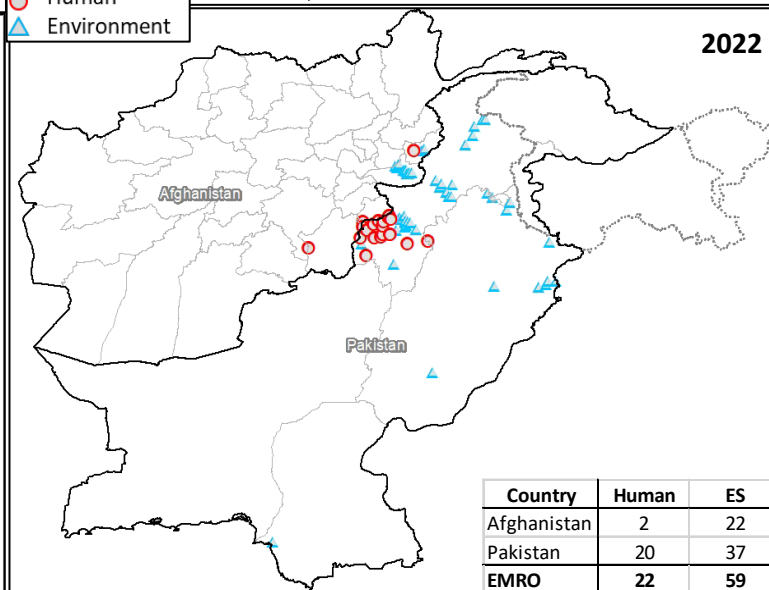 Human
Environment
2022
Afghanistan
Pakistan
Country Human ES
Afghanistan 2 22
Pakistan 20 37
EMRO 22 59